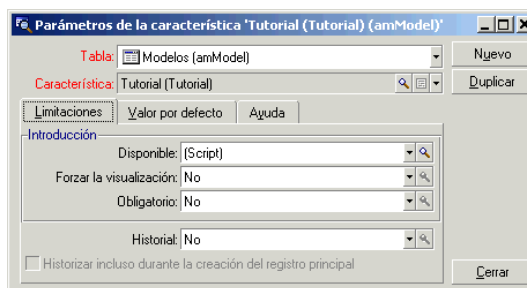 Parámetros de la característica 'Tutorial (Tutorial) (amModel)'
Tabla: Modelos (amModel)
Nuevo
Característica: Tutorial (Tutorial)
Duplicar
Limitaciones Valor por defecto Ayuda
Introducción
Disponible: (Script)
Forzar la visualización: No
Obligatorio: No
Historial: No
Historizar incluso durante la creación del registro principal
Cerrar